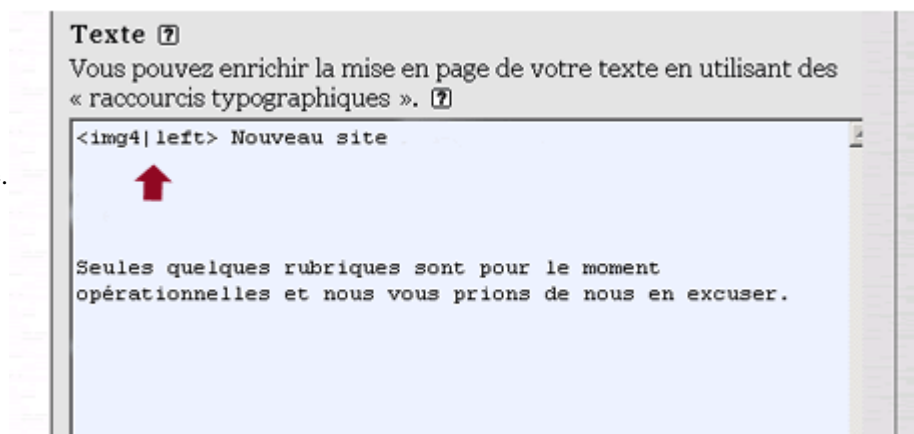 Texte ?
Vous pouvez enrichir la mise en page de votre texte en utilisant des
« raccourcis typographiques ». ?
<img4|left> Nouveau site
.
Seules quelques rubriques sont pour le moment
opérationnelles et nous vous prions de nous en excuser.